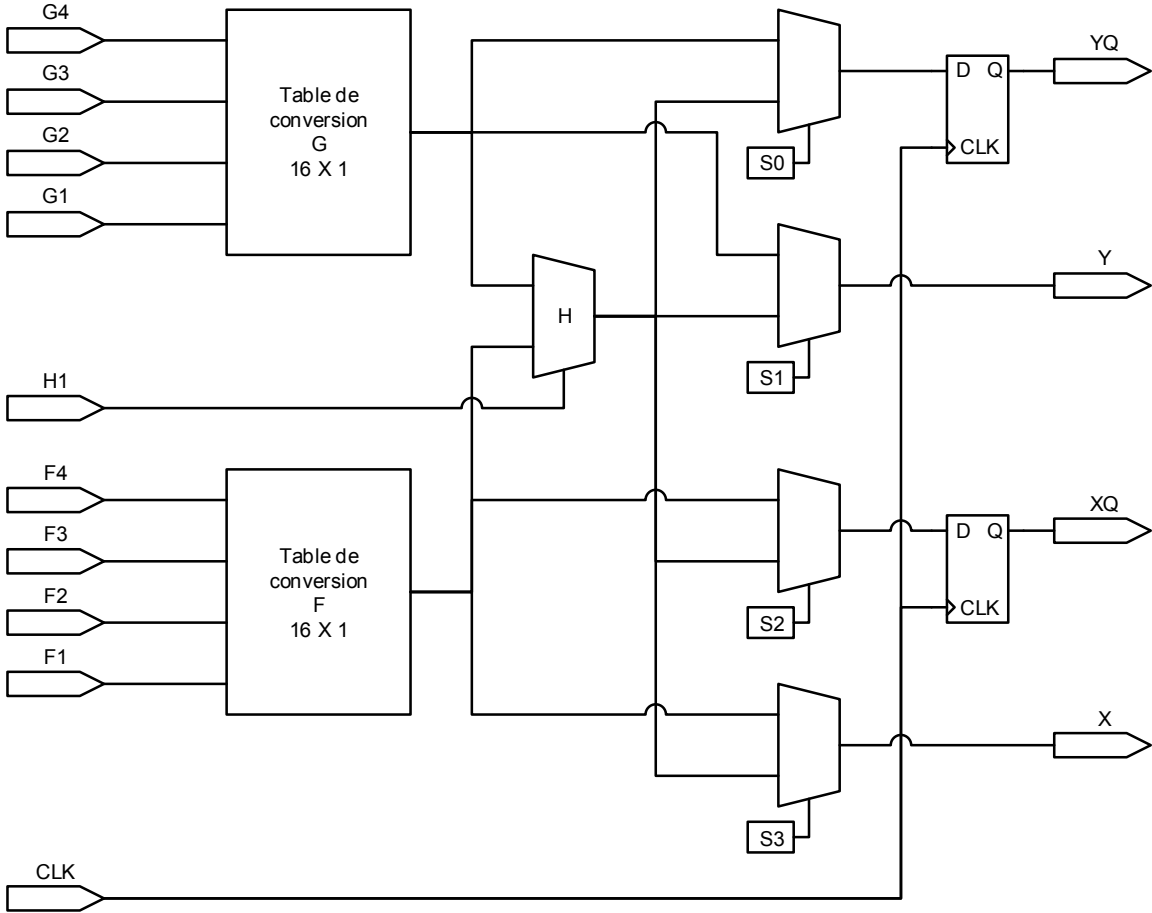 G4
G3
G2
G1
Table de
conversion
G
16 X 1
S0
D Q
CLK
YQ
H
S1
Y
H1
F4
F3
F2
F1
Table de
conversion
F
16 X 1
S2
D Q
CLK
XQ
S3
X
CLK